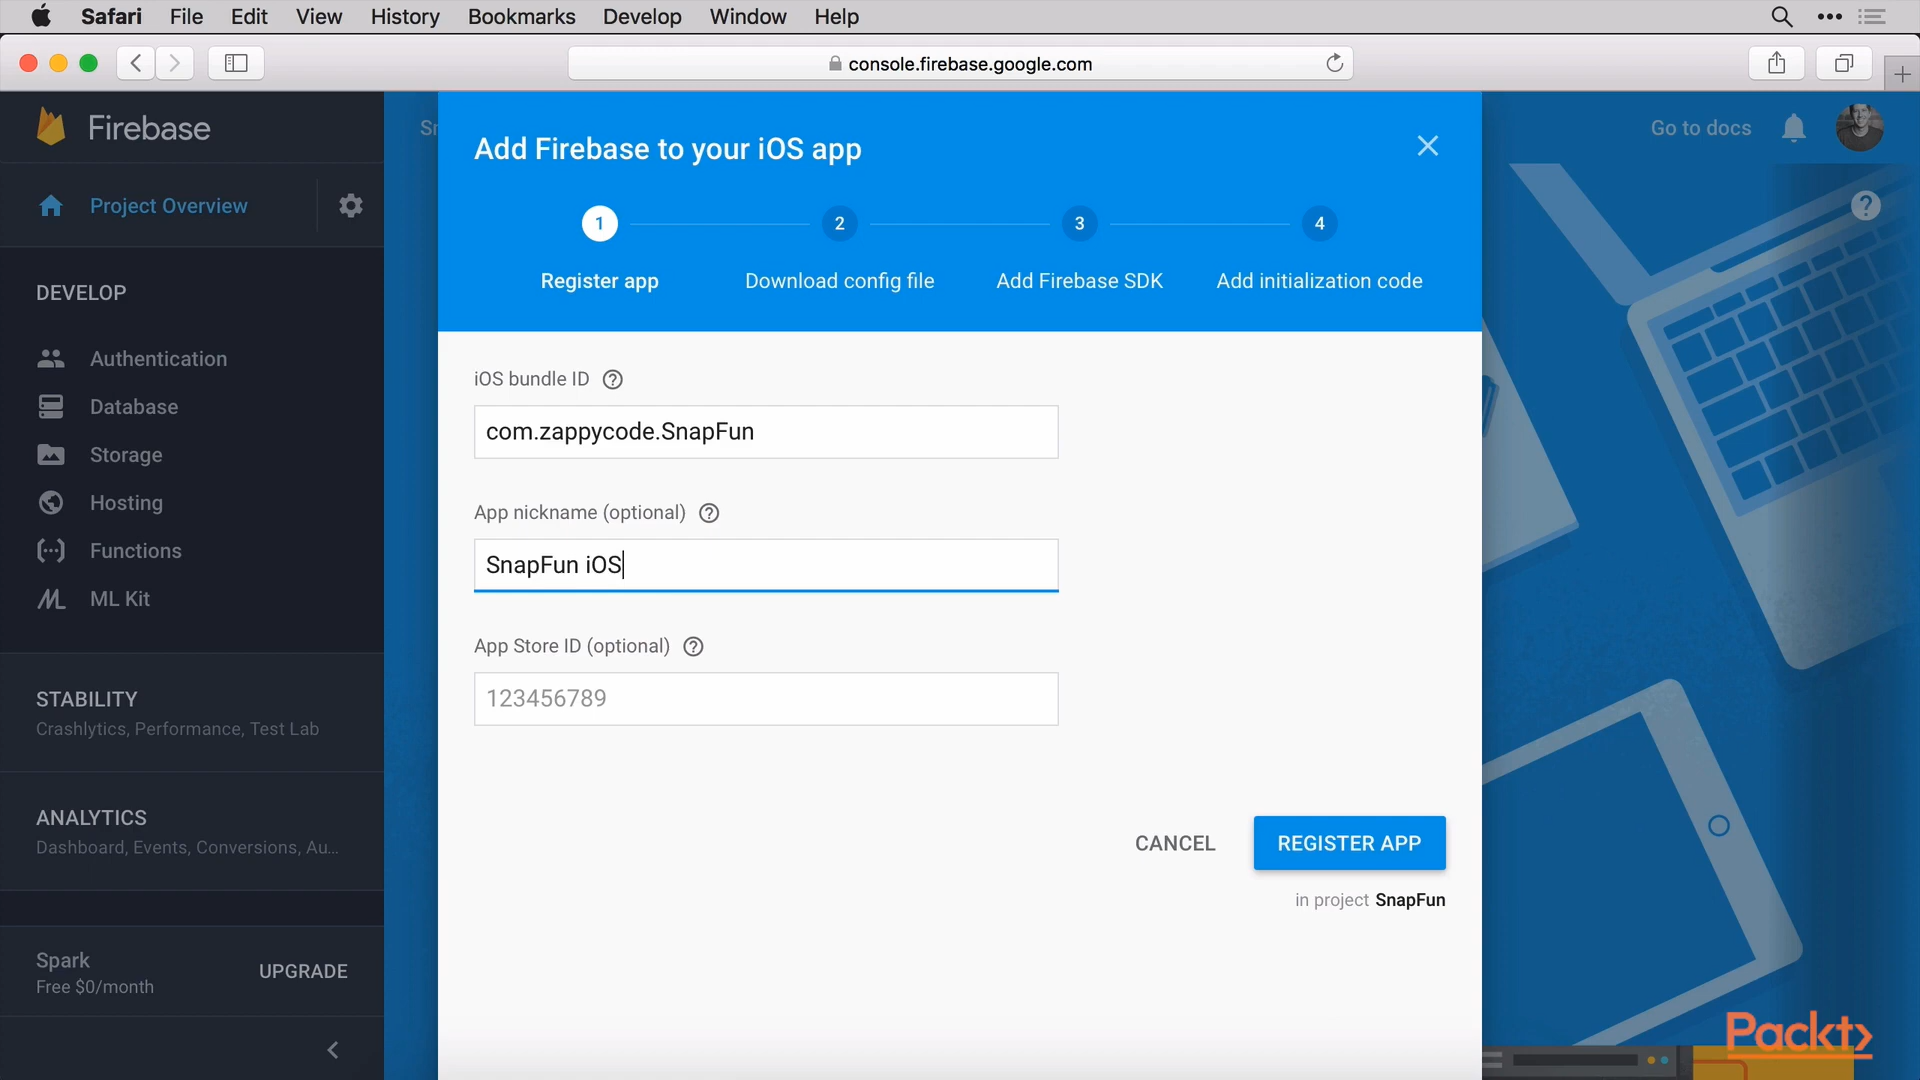 Safari File Edit View History Bookmarks Develop Window Help
console.firebase.google.com
Firebase
Go to docs
Project Overview
DEVELOP
Authentication
Database
Storage
Hosting
Functions
ML Kit
STABILITY
Crashlytics, Performance, Test Lab
ANALYTICS
Dashboard, Events, Conversions, Au...
Spark
Free $0/month
UPGRADE
Add Firebase to your iOS app
1 2 3 4
Register app Download config file Add Firebase SDK Add initialization code
iOS bundle ID ?
com.zappycode.SnapFun
App nickname (optional) ?
SnapFun iOS
App Store ID (optional) ?
123456789
CANCEL REGISTER APP
in project SnapFun
?
Packt>